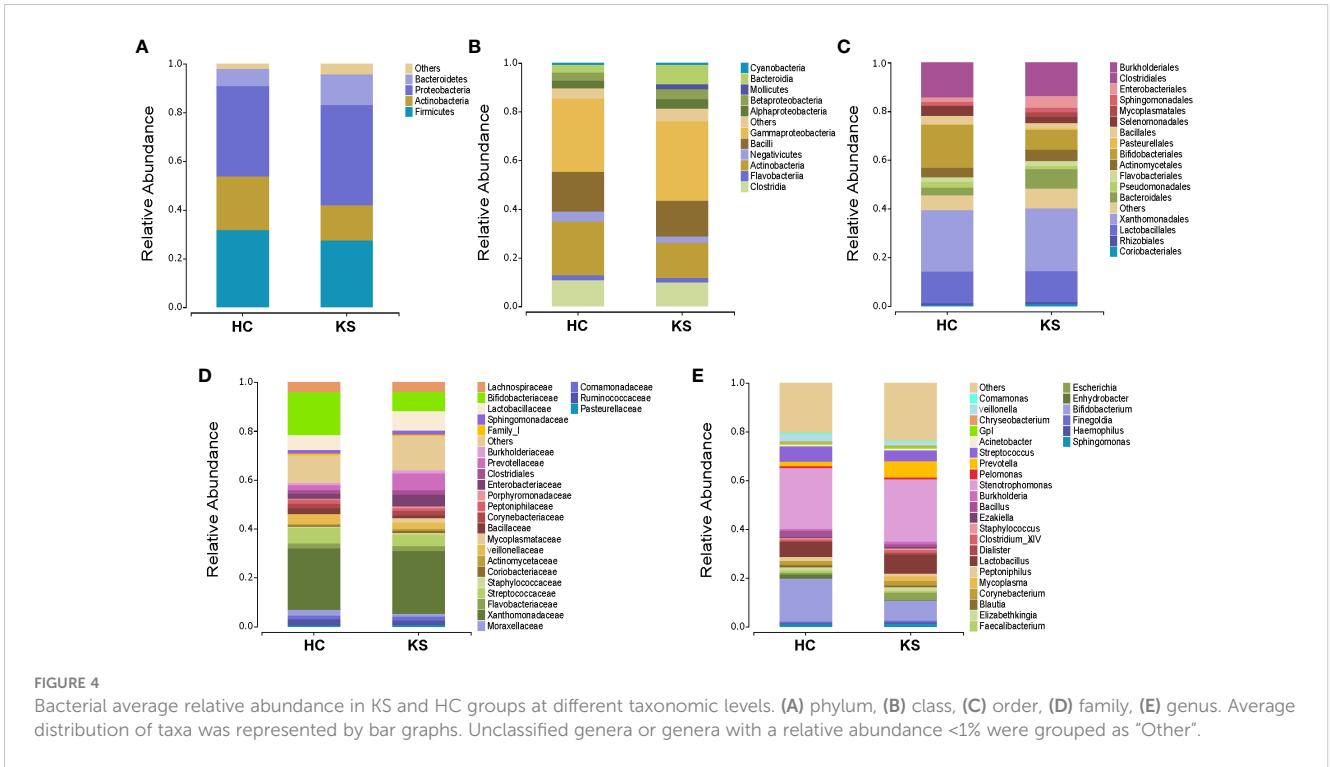 A
Relative Abundance
1.0
0.8
0.6
0.4
0.2
0.0
HC
KS
Others
Bacteroidetes
Proteobacteria
Actinobacteria
Firmicutes
B
Relative Abundance
1.0
0.8
0.6
0.4
0.2
0.0
HC
KS
Cyanobacteria
Bacteroidia
Mollicutes
Betaproteobacteria
Alphaproteobacteria
Others
Gammaproteobacteria
Bacilli
Negativicutes
Actinobacteria
Flavobacteriia
Clostridia
C
Relative Abundance
1.0
0.8
0.6
0.4
0.2
0.0
HC
KS
Burkholderiales
Clostridiales
Enterobacteriales
Sphingomonadales
Mycoplasmatales
Selenomonadales
Bacillales
Pasteurellales
Bifidobacteriales
Actinomycetales
Flavobacteriales
Pseudomonadales
Bacteroidales
Others
Xanthomonadales
Lactobacillales
Rhizobiales
Coriobacteriales
D
Relative Abundance
1.0
0.8
0.6
0.4
0.2
0.0
HC
KS
Lachnospiraceae
Bifidobacteriaceae
Lactobacillaceae
Sphingomonadaceae
Family_I
Others
Burkholderiaceae
Prevotellaceae
Clostridiales
Enterobacteriaceae
Porphyromonadaceae
Peptoniphilaceae
Corynebacteriaceae
Bacillaceae
Mycoplasmataceae
veillonellaceae
Actinomycetaceae
Coriobacteriaceae
Staphylococcaceae
Streptococcaceae
Flavobacteriaceae
Xanthomonadaceae
Moraxellaceae
Comamonadaceae
Ruminococcaceae
Pasteurellaceae
E
Relative Abundance
1.0
0.8
0.6
0.4
0.2
0.0
HC
KS
Others
Comamonas
veillonella
Chryseobacterium
GpI
Acinetobacter
Streptococcus
Prevotella
Pelomonas
Stenotrophomonas
Burkholderia
Bacillus
Ezakiella
Staphylococcus
Clostridium_XIV
Dialister
Lactobacillus
Peptoniphilus
Mycoplasma
Corynebacterium
Blautia
Elizabethkingia
Faecalibacterium
Escherichia
Enhydrobacter
Bifidobacterium
Finegoldia
Haemophilus
Sphingomonas
FIGURE 4
Bacterial average relative abundance in KS and HC groups at different taxonomic levels. (A) phylum, (B) class, (C) order, (D) family, (E) genus. Average
distribution of taxa was represented by bar graphs. Unclassified genera or genera with a relative abundance <1% were grouped as “Other”.